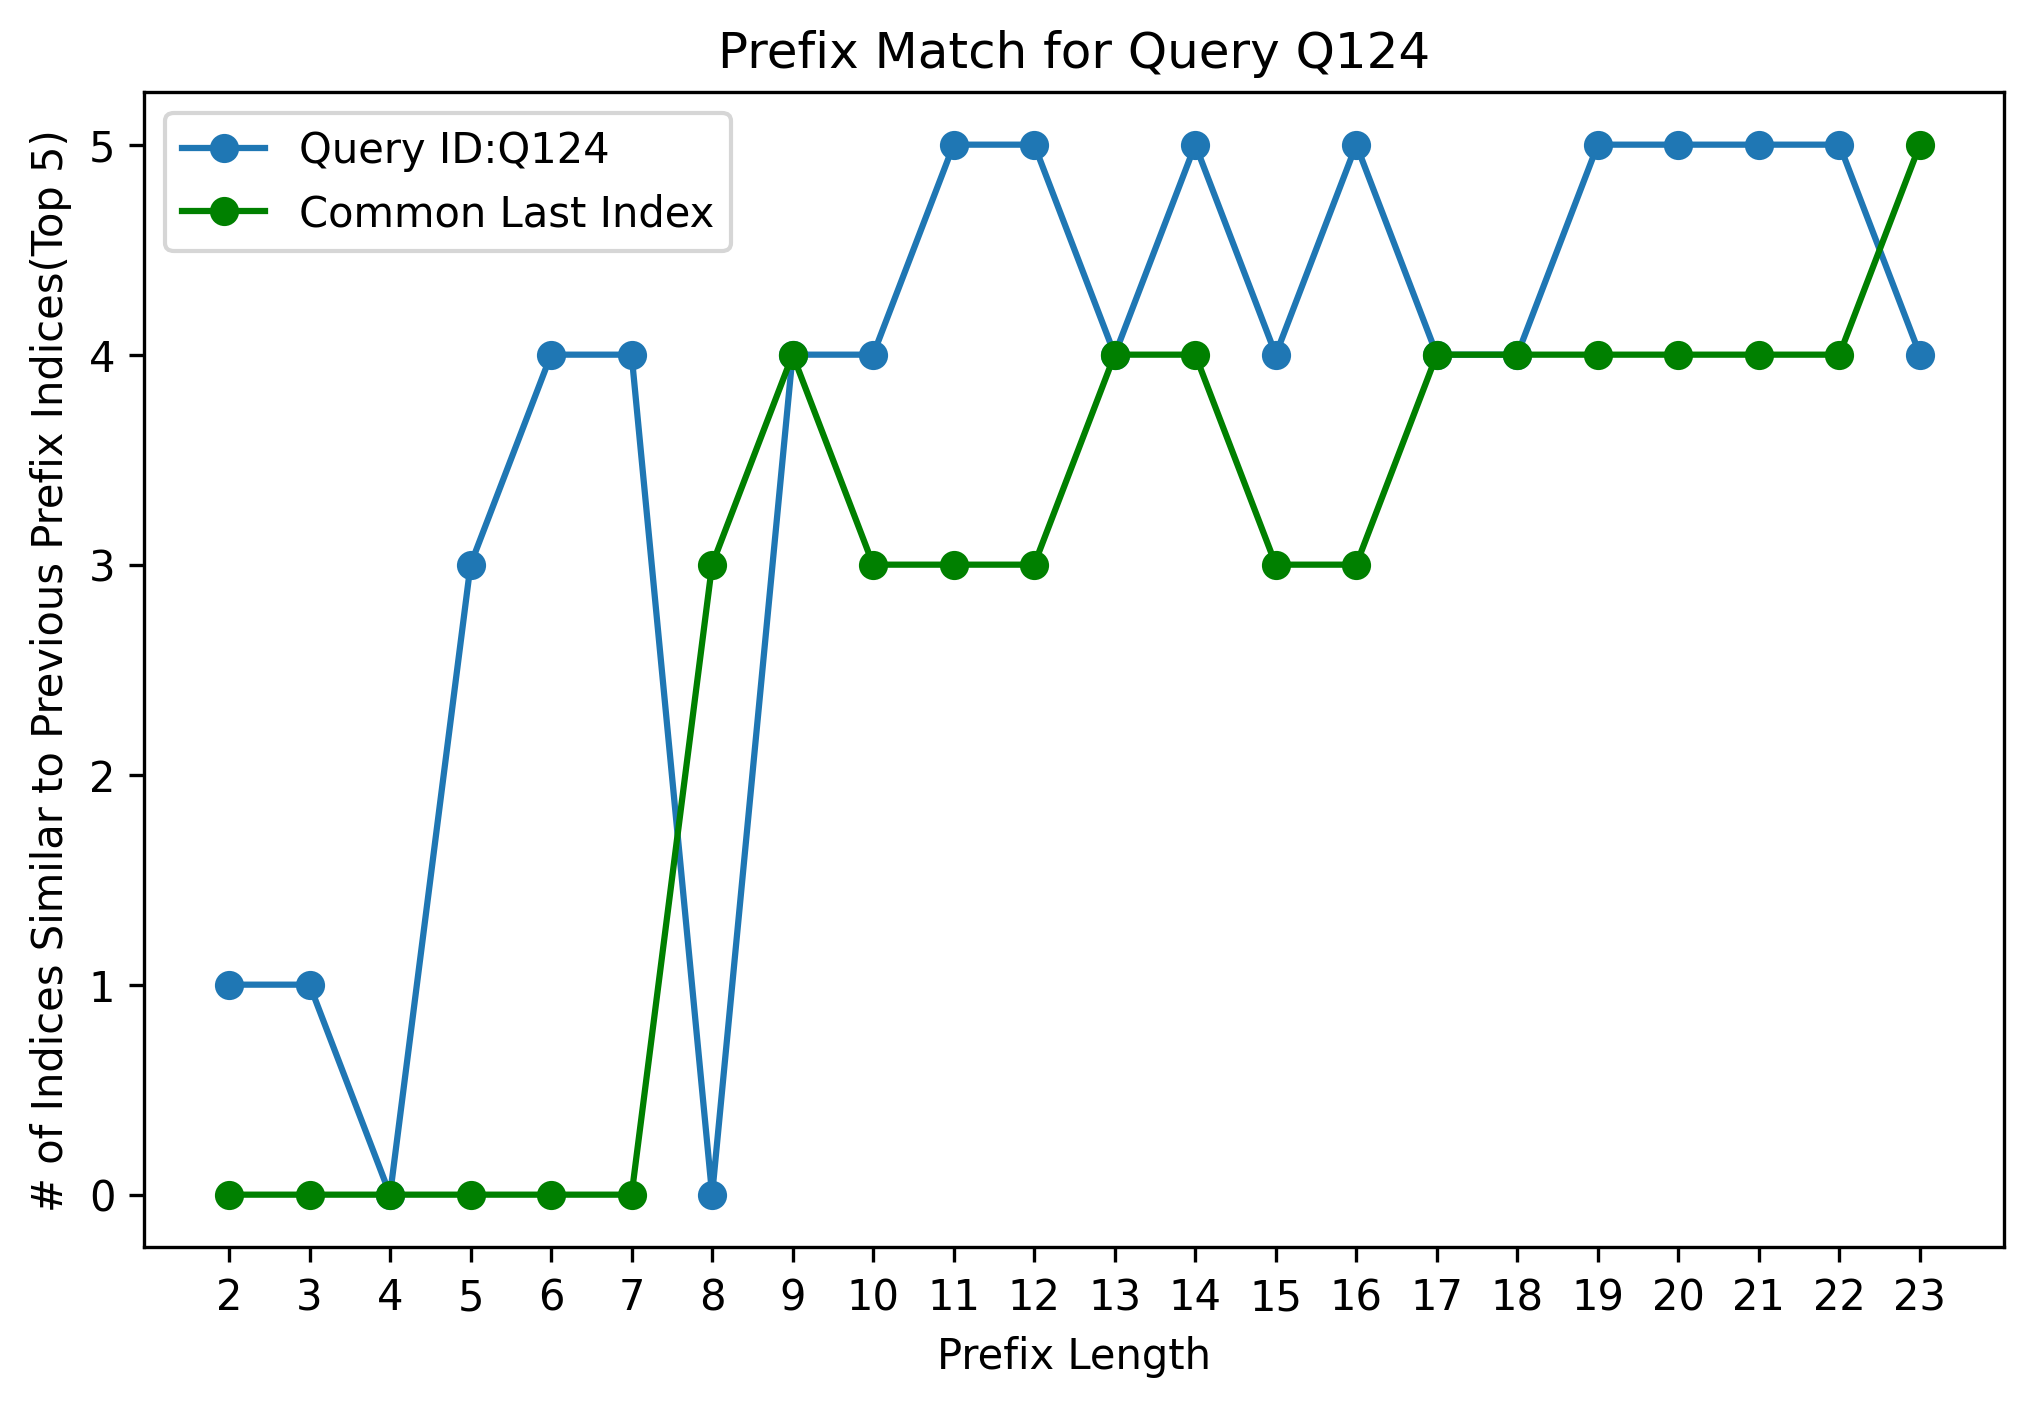 Prefix Match for Query Q124
Query ID:Q124
Common Last Index
# of Indices Similar to Previous Prefix Indices(Top 5)
5
4
3
2
1
0
2 3 4 5 6 7 8 9 10 11 12 13 14 15 16 17 18 19 20 21 22 23
Prefix Length